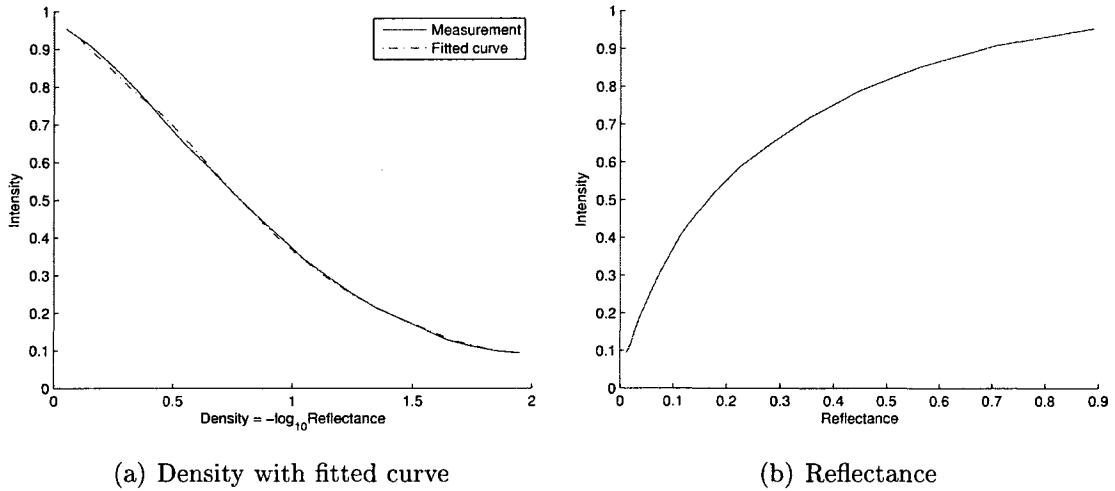 1
0.9
0.8
0.7
0.6
0.5
0.4
0.3
0.2
0.1
0
Intensity
Measurement
Fitted curve
0 0.5 1 1.5 2
Density = -log10Reflectance
(a) Density with fitted curve
1
0.9
0.8
0.7
0.6
0.5
0.4
0.3
0.2
0.1
0
Intensity
0 0.1 0.2 0.3 0.4 0.5 0.6 0.7 0.8 0.9
Reflectance
(b) Reflectance